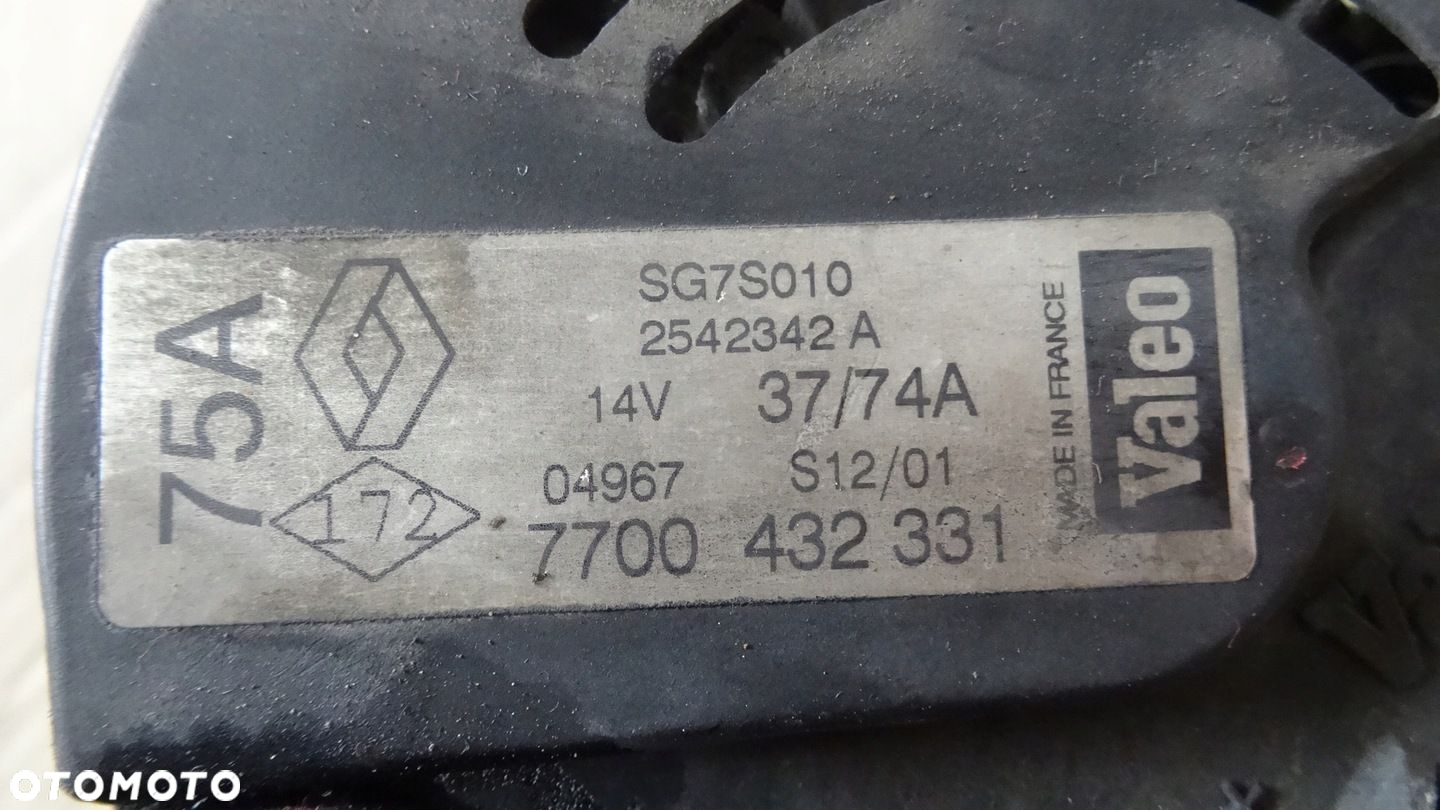 75A
172
SG7S010
2542342 A
14V 37/74A
04967 S12/01
7700 432 331
MADE IN FRANCE
Valeo
OTOMOTO